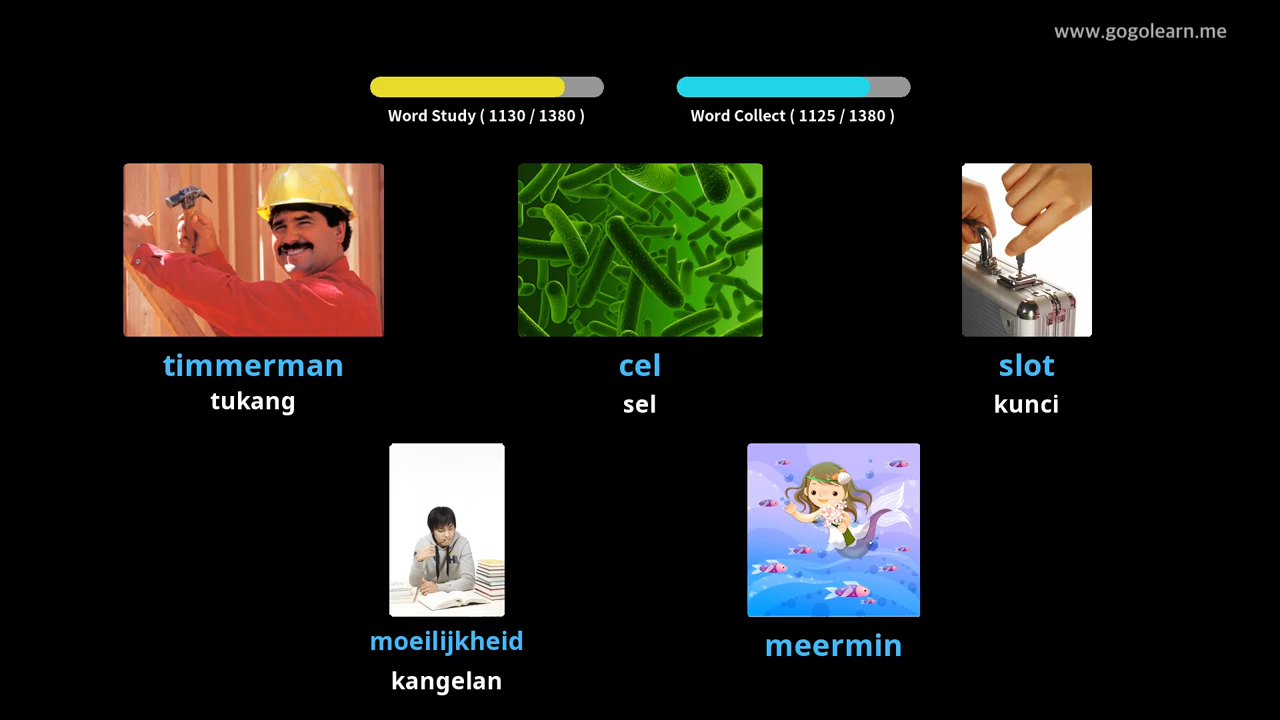 www.gogolearn.me
Word Study ( 1130 / 1380 )
Word Collect ( 1125 / 1380 )
timmerman
tukang
cel
sel
slot
kunci
moeilijkheid
kangelan
meermin